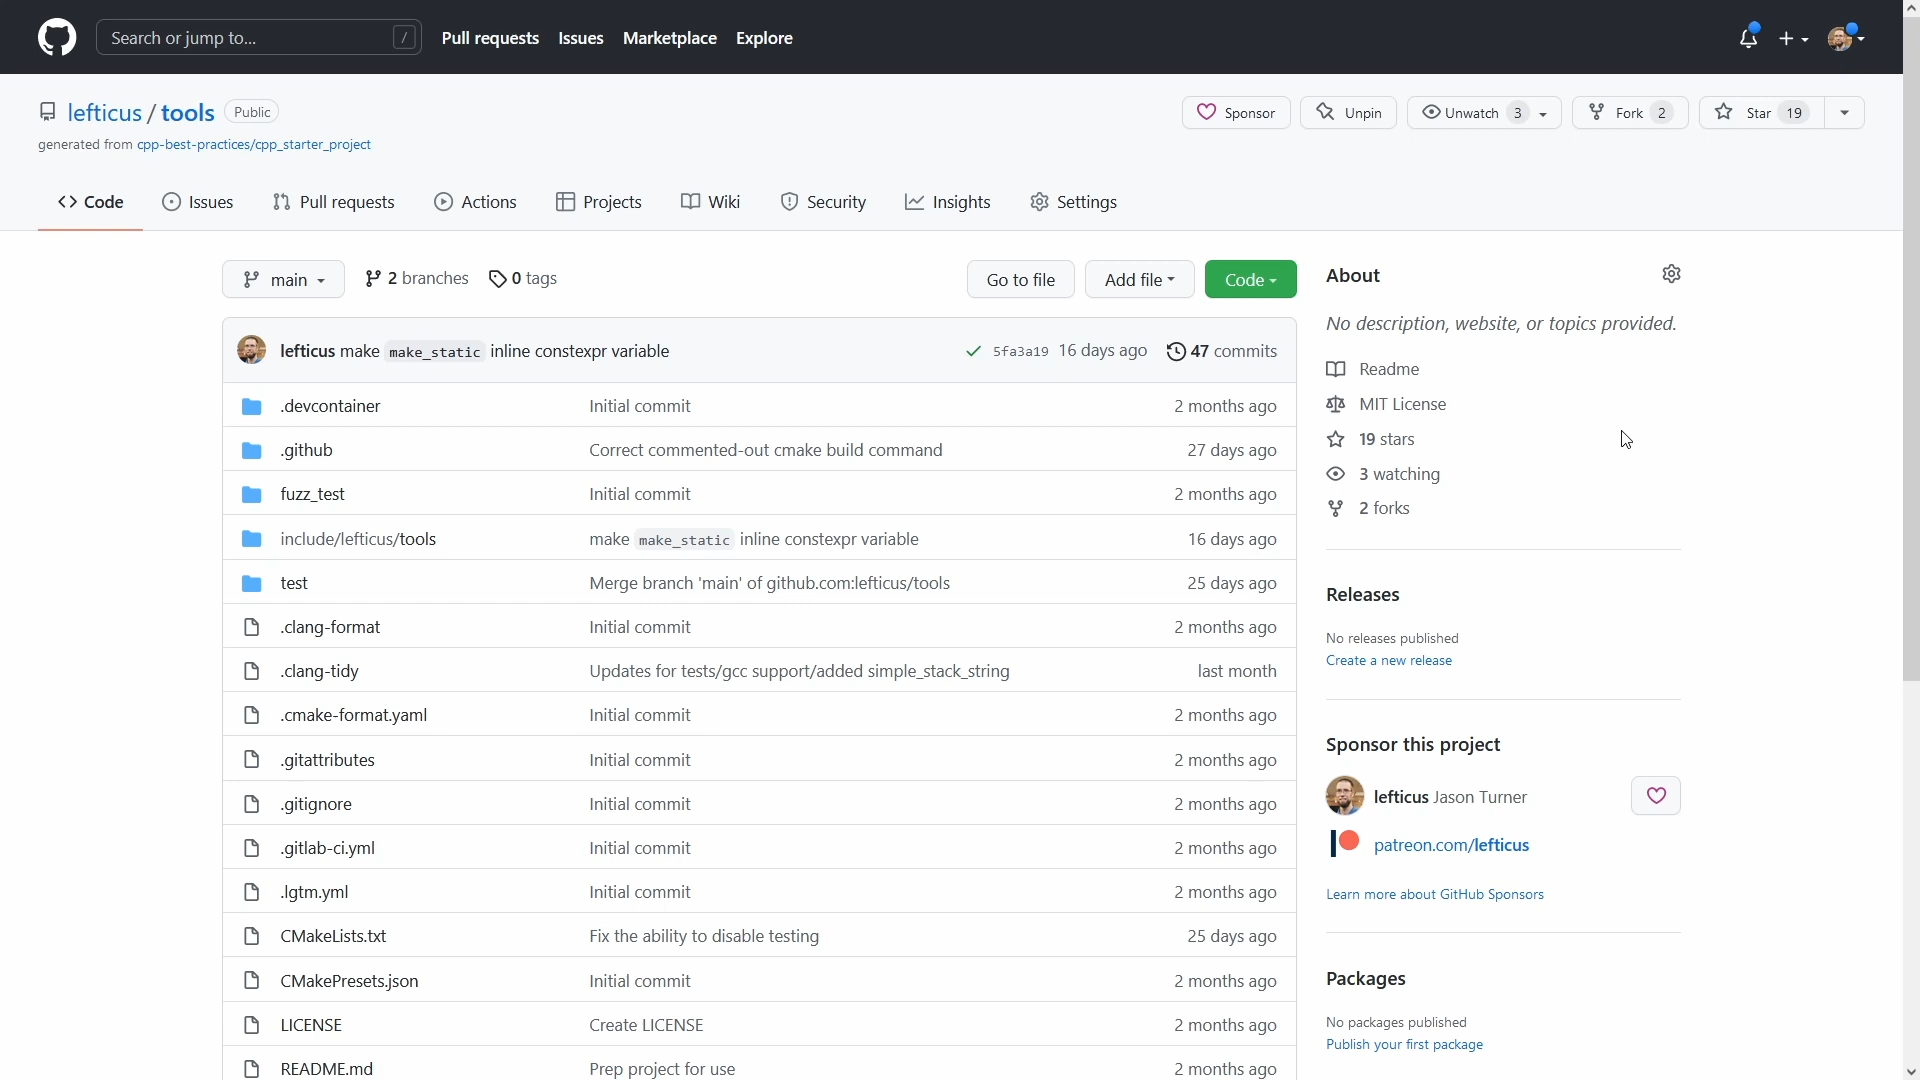 Search or jump to... /
Pull requests Issues Marketplace Explore
lefticus / tools Public
Sponsor Unpin Unwatch 3 Fork 2 Star 19
generated from cpp-best-practices/cpp_starter_project
Code Issues Pull requests Actions Projects Wiki Security Insights Settings
main 2 branches 0 tags Go to file Add file Code
lefticus make make_static inline constexpr variable 5fa3a19 16 days ago 47 commits
.devcontainer Initial commit 2 months ago
.github Correct commented-out cmake build command 27 days ago
fuzz_test Initial commit 2 months ago
include/lefticus/tools make make_static inline constexpr variable 16 days ago
test Merge branch 'main' of github.com:lefticus/tools 25 days ago
.clang-format Initial commit 2 months ago
.clang-tidy Updates for tests/gcc support/added simple_stack_string last month
.cmake-format.yaml Initial commit 2 months ago
.gitattributes Initial commit 2 months ago
.gitignore Initial commit 2 months ago
.gitlab-ci.yml Initial commit 2 months ago
.lgtm.yml Initial commit 2 months ago
CMakeLists.txt Fix the ability to disable testing 25 days ago
CMakePresets.json Initial commit 2 months ago
LICENSE Create LICENSE 2 months ago
README.md Prep project for use 2 months ago
About
No description, website, or topics provided.
Readme
MIT License
19 stars
3 watching
2 forks
Releases
No releases published
Create a new release
Sponsor this project
lefticus Jason Turner
patreon.com/lefticus
Learn more about GitHub Sponsors
Packages
No packages published
Publish your first package